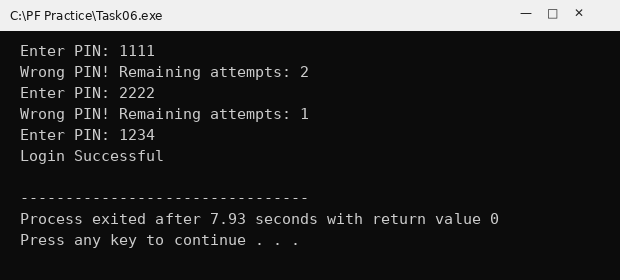 C:\PF Practice\Task06.exe
Enter PIN: 1111
Wrong PIN! Remaining attempts: 2
Enter PIN: 2222
Wrong PIN! Remaining attempts: 1
Enter PIN: 1234
Login Successful
--------------------------------
Process exited after 7.93 seconds with return value 0
Press any key to continue . . .